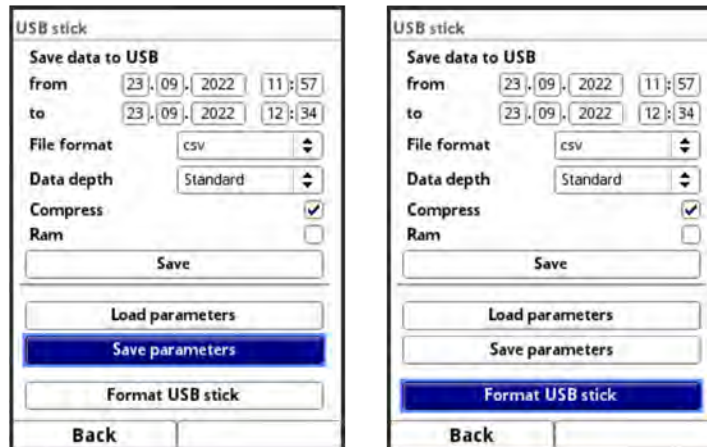 USB stick
Save data to USB
from 23.09.2022 11:57
to 23.09.2022 12:34
File format csv
Data depth Standard
Compress
Ram
Save
Load parameters
Save parameters
Format USB stick
Back
USB stick
Save data to USB
from 23.09.2022 11:57
to 23.09.2022 12:34
File format csv
Data depth Standard
Compress
Ram
Save
Load parameters
Save parameters
Format USB stick
Back